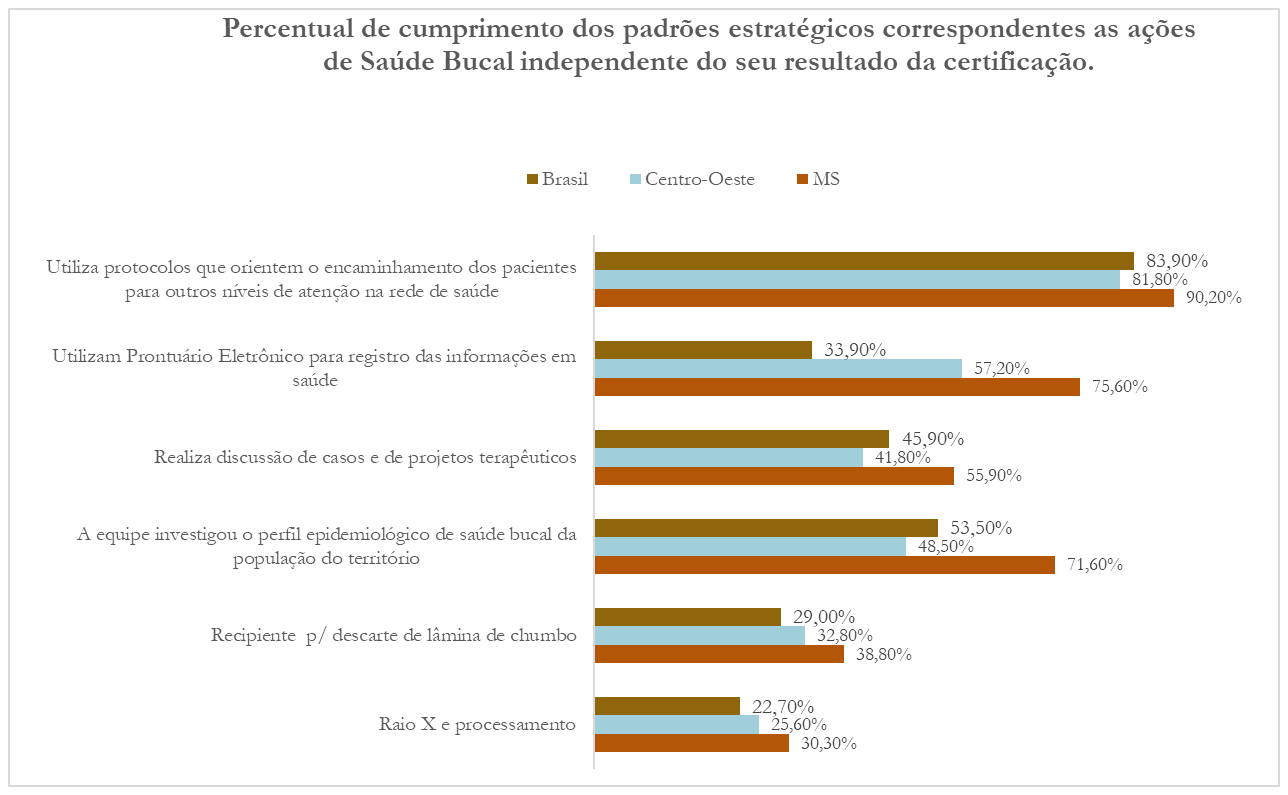 Percentual de cumprimento dos padrões estratégicos correspondentes as ações
de Saúde Bucal independente do seu resultado da certificação.
Brasil
Centro-Oeste
MS
Utiliza protocolos que orientem o encaminhamento dos pacientes
para outros níveis de atenção na rede de saúde
83,90%
81,80%
90,20%
Utilizam Prontuário Eletrônico para registro das informações em
saúde
33,90%
57,20%
75,60%
Realiza discussão de casos e de projetos terapêuticos
45,90%
41,80%
55,90%
A equipe investigou o perfil epidemiológico de saúde bucal da
população do território
53,50%
48,50%
71,60%
Recipiente  p/ descarte de lâmina de chumbo
29,00%
32,80%
38,80%
Raio X e processamento
22,70%
25,60%
30,30%